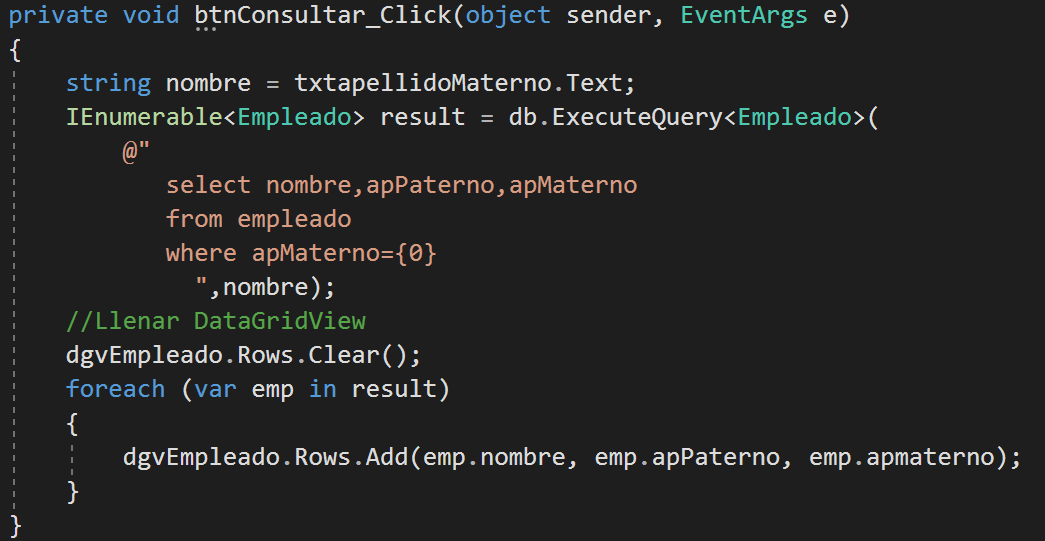 private void btnConsultar_Click(object sender, EventArgs e)
{
string nombre = txtapellidoMaterno.Text;
IEnumerable<Empleado> result = db.ExecuteQuery<Empleado>(
@"
select nombre,apPaterno,apMaterno
from empleado
where apMaterno={0}
",nombre);
//Llenar DataGridView
dgvEmpleado.Rows.Clear();
foreach (var emp in result)
{
dgvEmpleado.Rows.Add(emp.nombre, emp.apPaterno, emp.apmaterno);
}
}